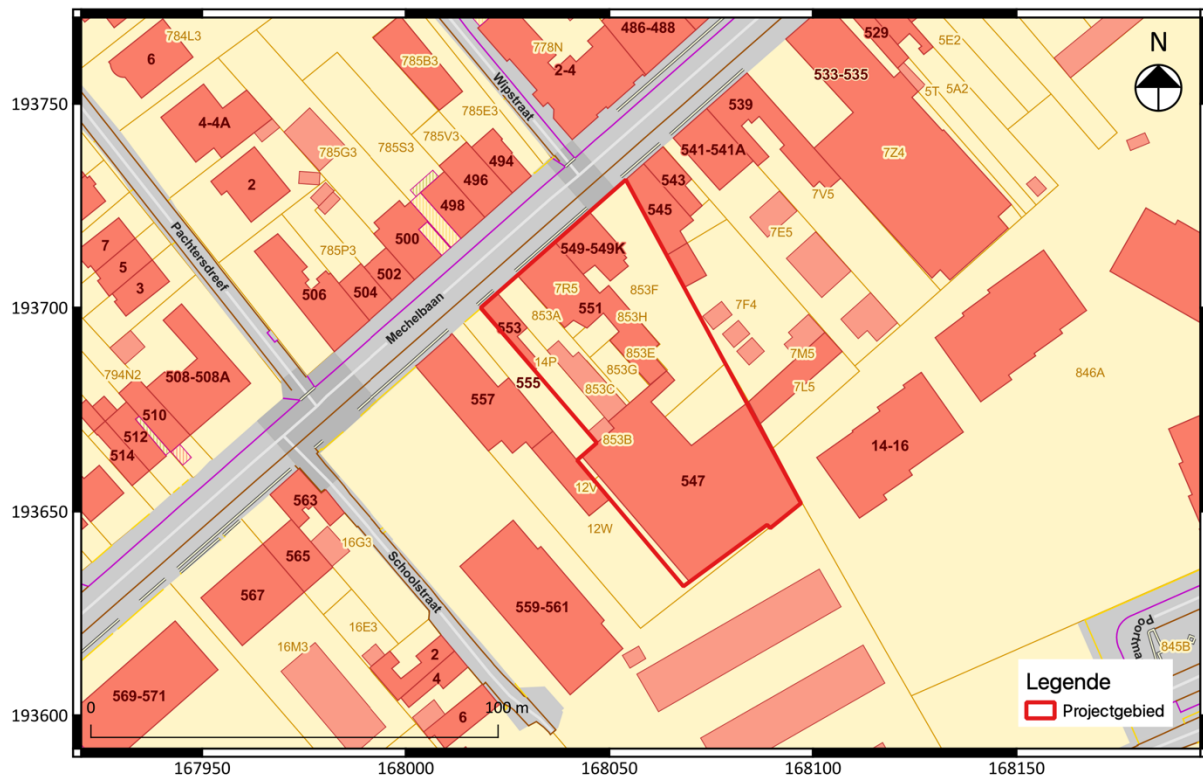 784L3
6
785B3
778N
486-488
2-4
529
5E2
533-535
5T
5A2
N
193750
Wipstraat
539
4-4A
785E3
785V3
785G3
785S3
494
541-541A
7Z4
2
496
543
498
545
7V5
Pachtersdreef
7
5
3
785P3
500
502
504
506
549-549K
7E5
7R5
853F
193700
Mechelbaan
551
853A
853H
7F4
553
14P
853E
853G
7M5
508-508A
794N2
555
853C
7L5
846A
557
510
512
514
853B
14-16
547
12V
193650
563
12W
16G3
565
Schoolstraat
567
559-561
16E3
16M3
2
4
Poortma
845B
569-571
6
Legende
Projectgebied
193600
0
100 m
167950
168000
168050
168100
168150